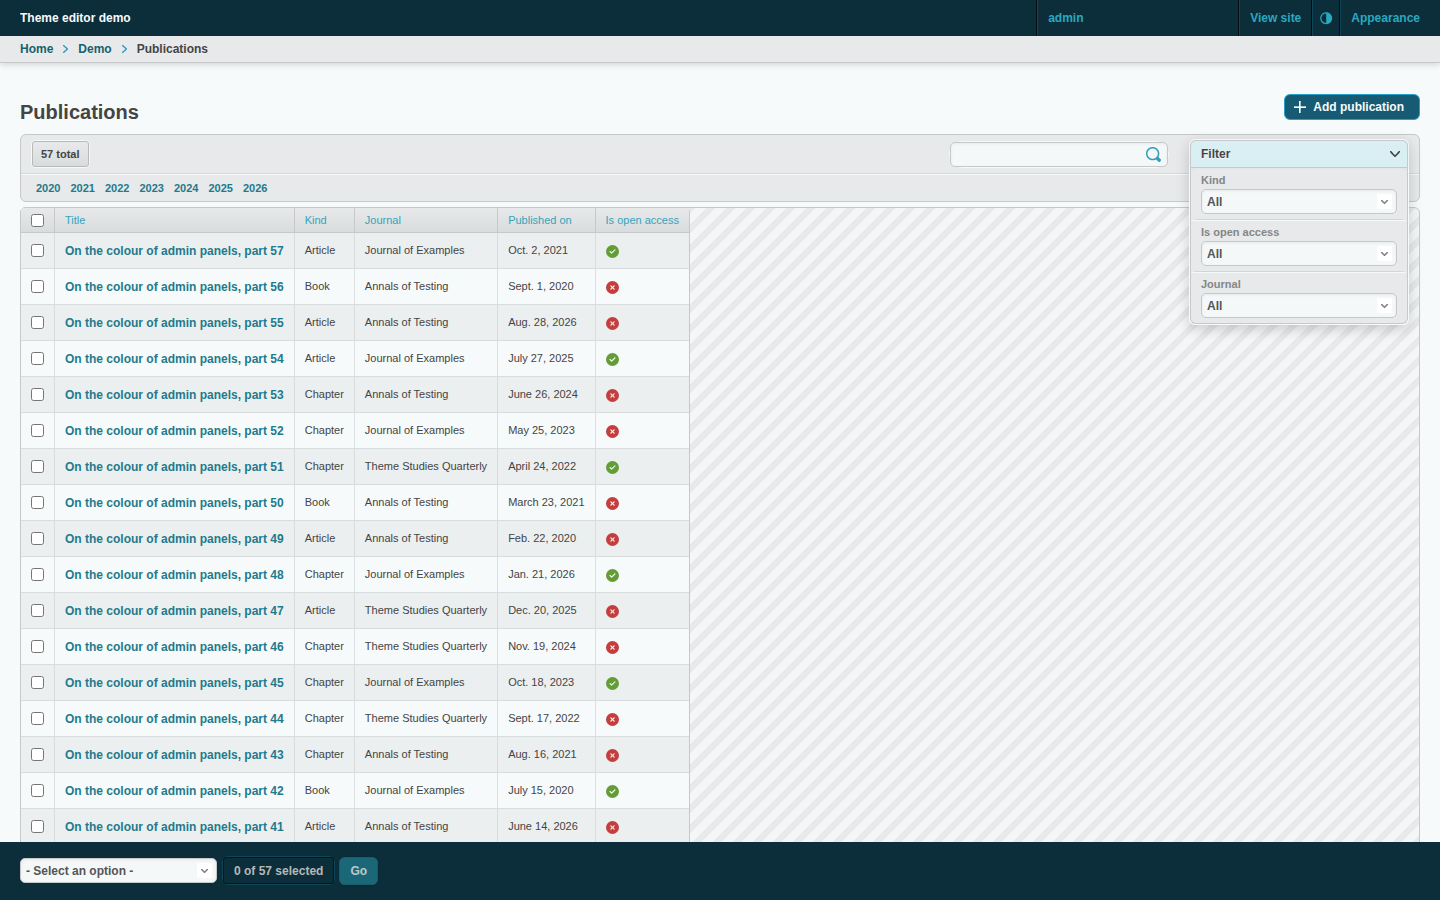 Theme editor demo
admin
View site
Appearance
Home
Demo
Publications
Publications
Add publication
57 total
2020 2021 2022 2023 2024 2025 2026
Filter
Kind
All
Is open access
All
Journal
All
Title Kind Journal Published on Is open access
On the colour of admin panels, part 57 Article Journal of Examples Oct. 2, 2021
On the colour of admin panels, part 56 Book Annals of Testing Sept. 1, 2020
On the colour of admin panels, part 55 Article Annals of Testing Aug. 28, 2026
On the colour of admin panels, part 54 Article Journal of Examples July 27, 2025
On the colour of admin panels, part 53 Chapter Annals of Testing June 26, 2024
On the colour of admin panels, part 52 Chapter Journal of Examples May 25, 2023
On the colour of admin panels, part 51 Chapter Theme Studies Quarterly April 24, 2022
On the colour of admin panels, part 50 Book Annals of Testing March 23, 2021
On the colour of admin panels, part 49 Article Annals of Testing Feb. 22, 2020
On the colour of admin panels, part 48 Chapter Journal of Examples Jan. 21, 2026
On the colour of admin panels, part 47 Article Theme Studies Quarterly Dec. 20, 2025
On the colour of admin panels, part 46 Chapter Theme Studies Quarterly Nov. 19, 2024
On the colour of admin panels, part 45 Chapter Journal of Examples Oct. 18, 2023
On the colour of admin panels, part 44 Chapter Theme Studies Quarterly Sept. 17, 2022
On the colour of admin panels, part 43 Chapter Annals of Testing Aug. 16, 2021
On the colour of admin panels, part 42 Book Journal of Examples July 15, 2020
On the colour of admin panels, part 41 Article Annals of Testing June 14, 2026
- Select an option -
0 of 57 selected
Go